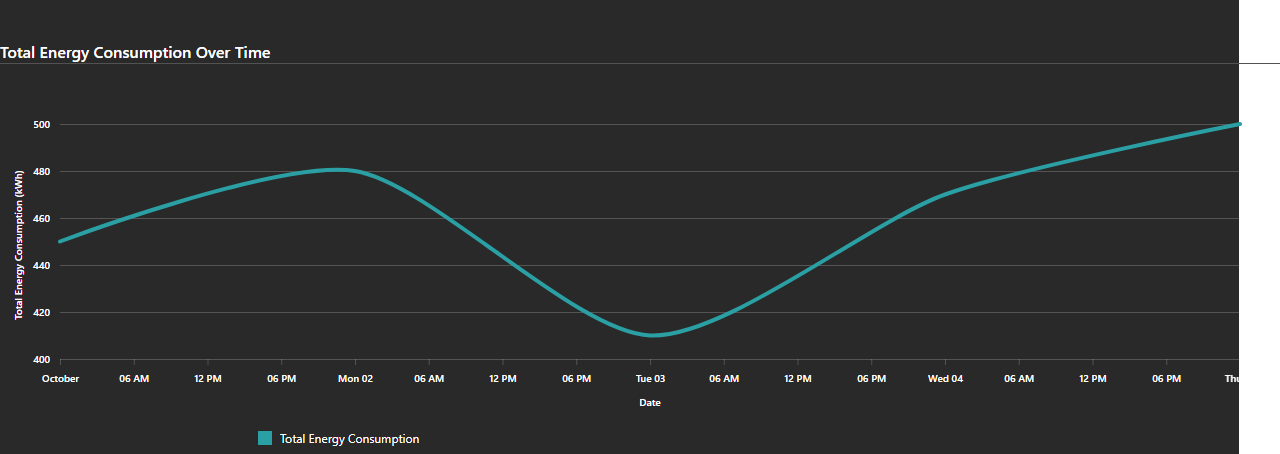 Total Energy Consumption Over Time
500
480
460
440
420
400
Total Energy Consumption (kWh)
October 06 AM 12 PM 06 PM Mon 02 06 AM 12 PM 06 PM Tue 03 06 AM 12 PM 06 PM Wed 04 06 AM 12 PM 06 PM
Date
Total Energy Consumption